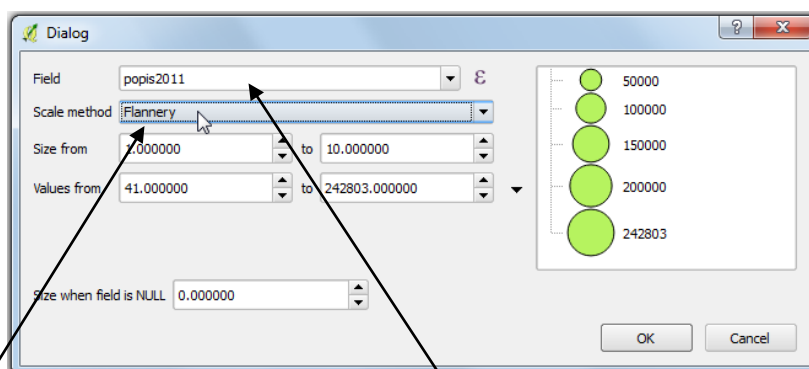 Dialog
Field popis2011 ε
Scale method Flannery
Size from 1.000000 to 10.000000
Values from 41.000000 to 242803.000000
Size when field is NULL 0.000000
50000
100000
150000
200000
242803
OK Cancel